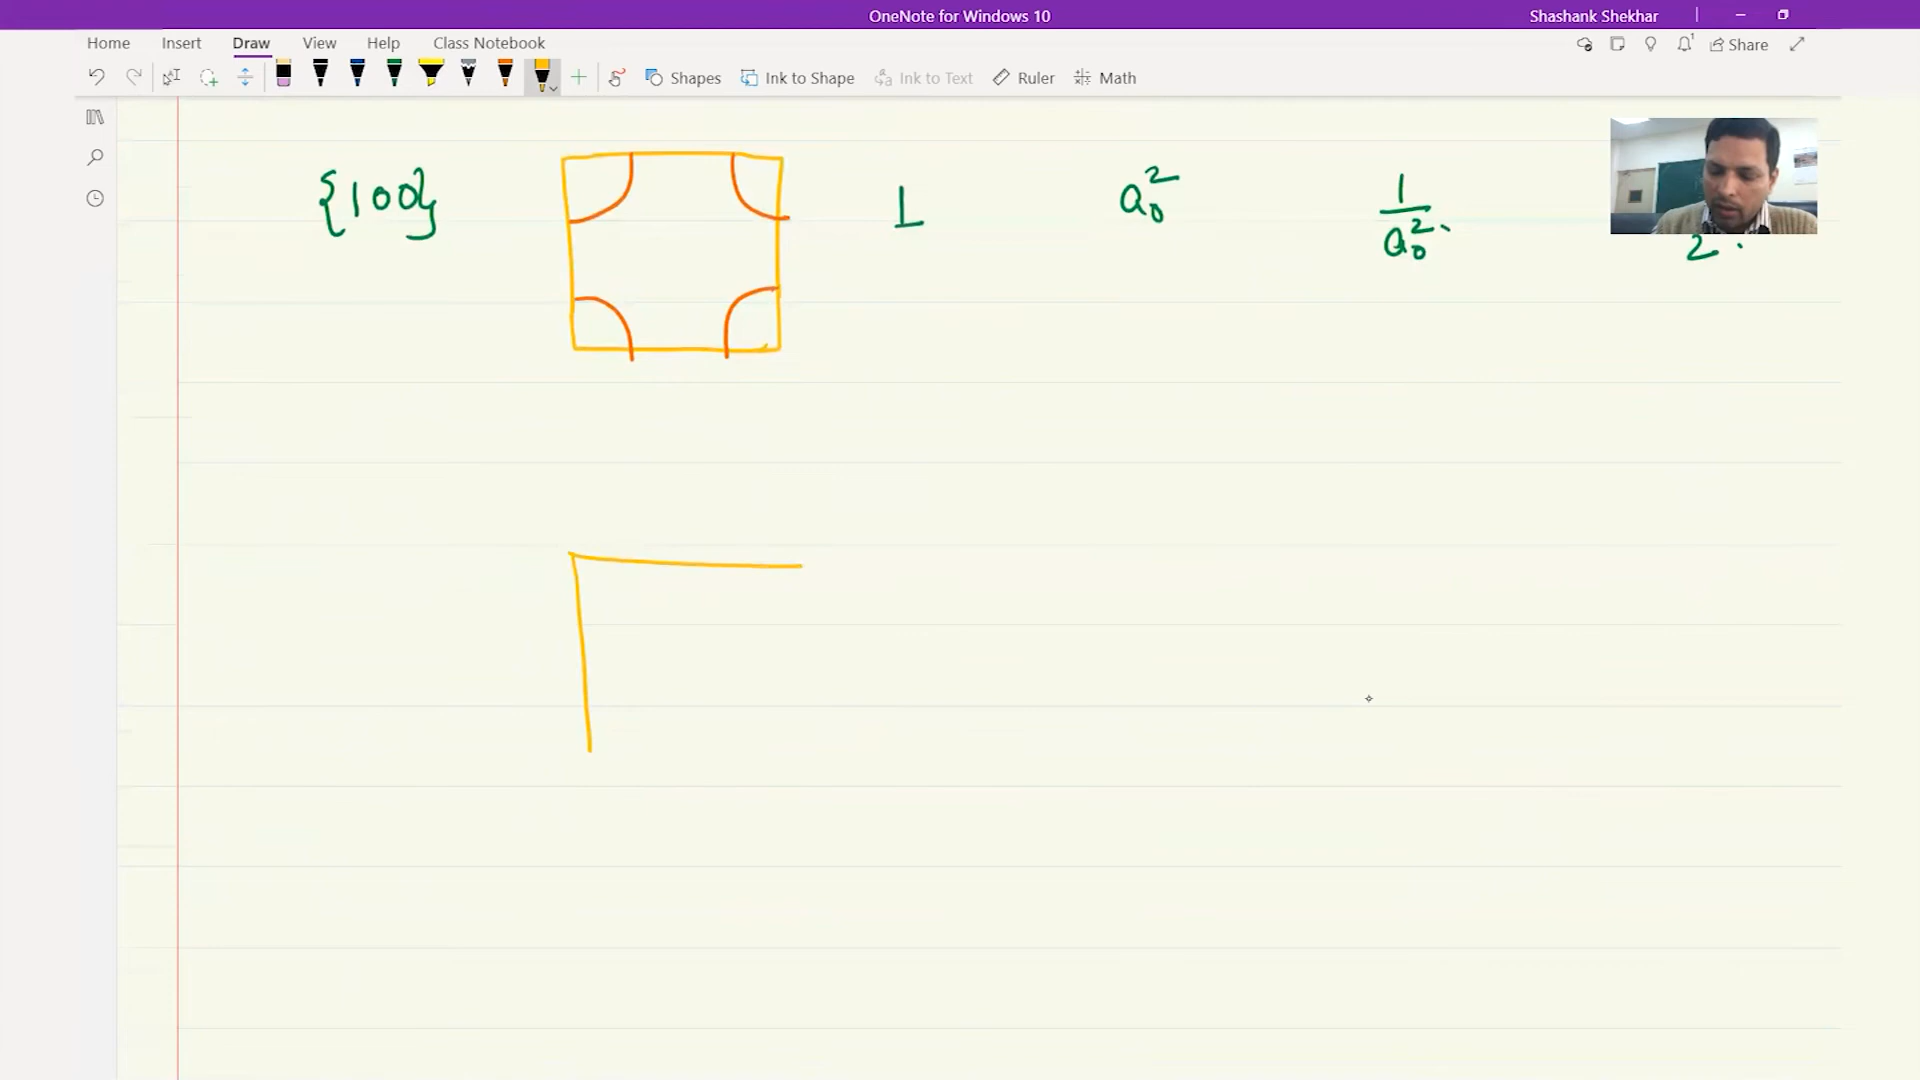 OneNote for Windows 10
Shashank Shekhar
Home Insert Draw View Help Class Notebook
Share
Shapes Ink to Shape Ink to Text Ruler Math
{100} 1 a₀² 1/a₀²
2